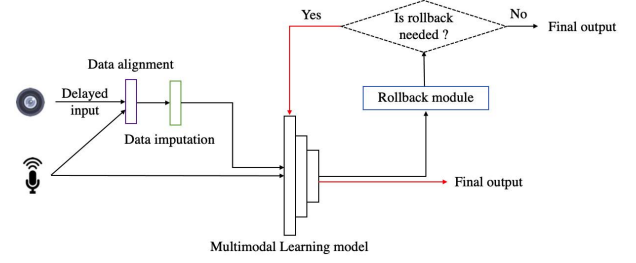 Yes
Is rollback
needed ?
No
Final output
Data alignment
Delayed
input
Rollback module
Data imputation
Final output
Multimodal Learning model